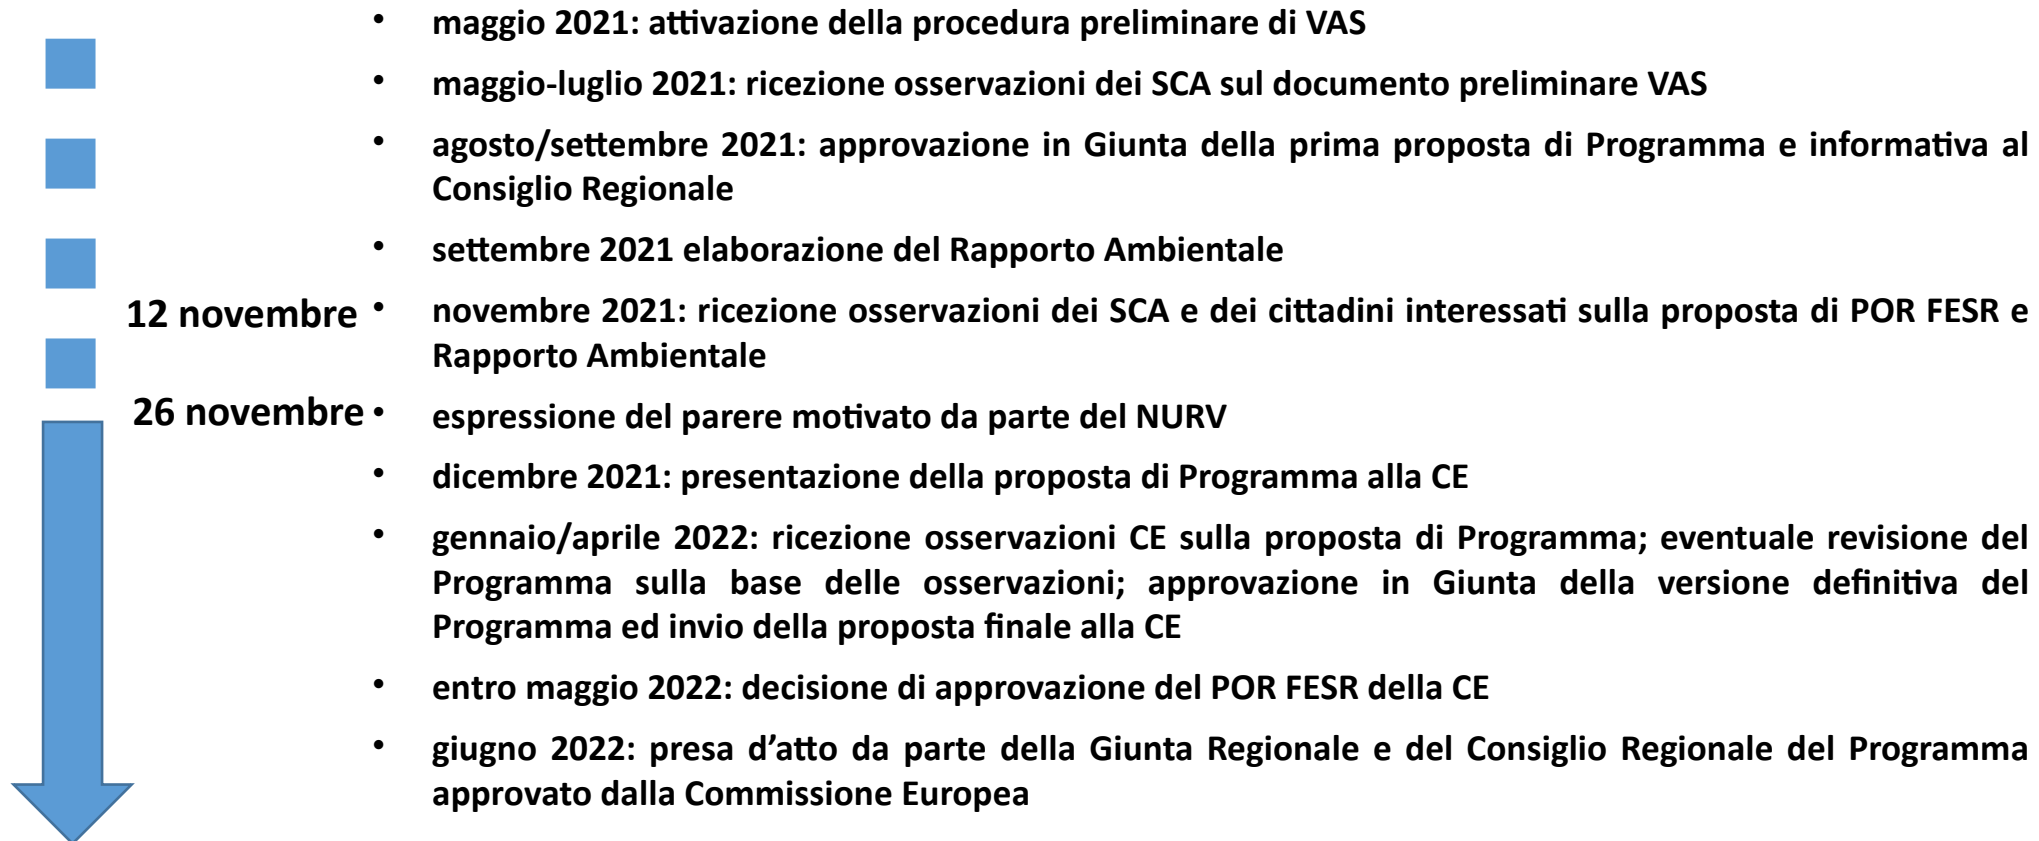 • maggio 2021: attivazione della procedura preliminare di VAS
• maggio-luglio 2021: ricezione osservazioni dei SCA sul documento preliminare VAS
• agosto/settembre 2021: approvazione in Giunta della prima proposta di Programma e informativa al
Consiglio Regionale
• settembre 2021 elaborazione del Rapporto Ambientale
12 novembre • novembre 2021: ricezione osservazioni dei SCA e dei cittadini interessati sulla proposta di POR FESR e
Rapporto Ambientale
26 novembre • espressione del parere motivato da parte del NURV
• dicembre 2021: presentazione della proposta di Programma alla CE
• gennaio/aprile 2022: ricezione osservazioni CE sulla proposta di Programma; eventuale revisione del
Programma sulla base delle osservazioni; approvazione in Giunta della versione definitiva del
Programma ed invio della proposta finale alla CE
• entro maggio 2022: decisione di approvazione del POR FESR della CE
• giugno 2022: presa d’atto da parte della Giunta Regionale e del Consiglio Regionale del Programma
approvato dalla Commissione Europea